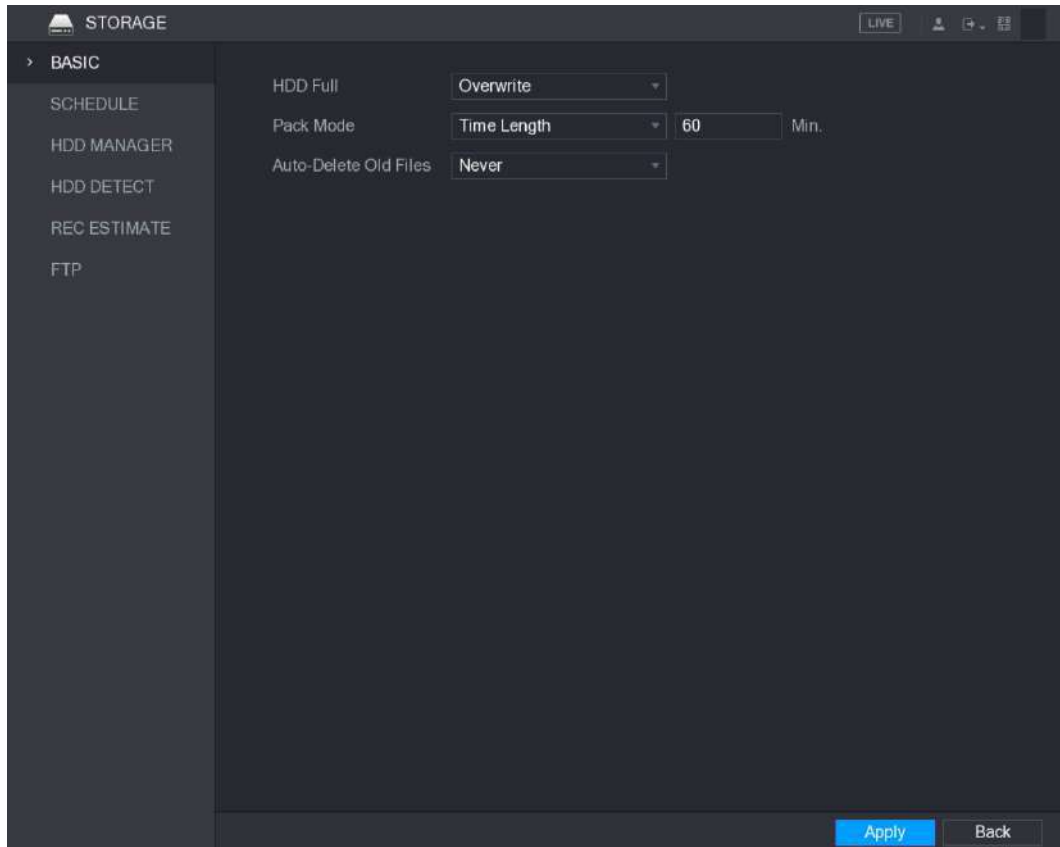 STORAGE
LIVE
BASIC
SCHEDULE
HDD MANAGER
HDD DETECT
REC ESTIMATE
FTP
HDD Full Overwrite
Pack Mode Time Length 60 Min.
Auto-Delete Old Files Never
Apply Back